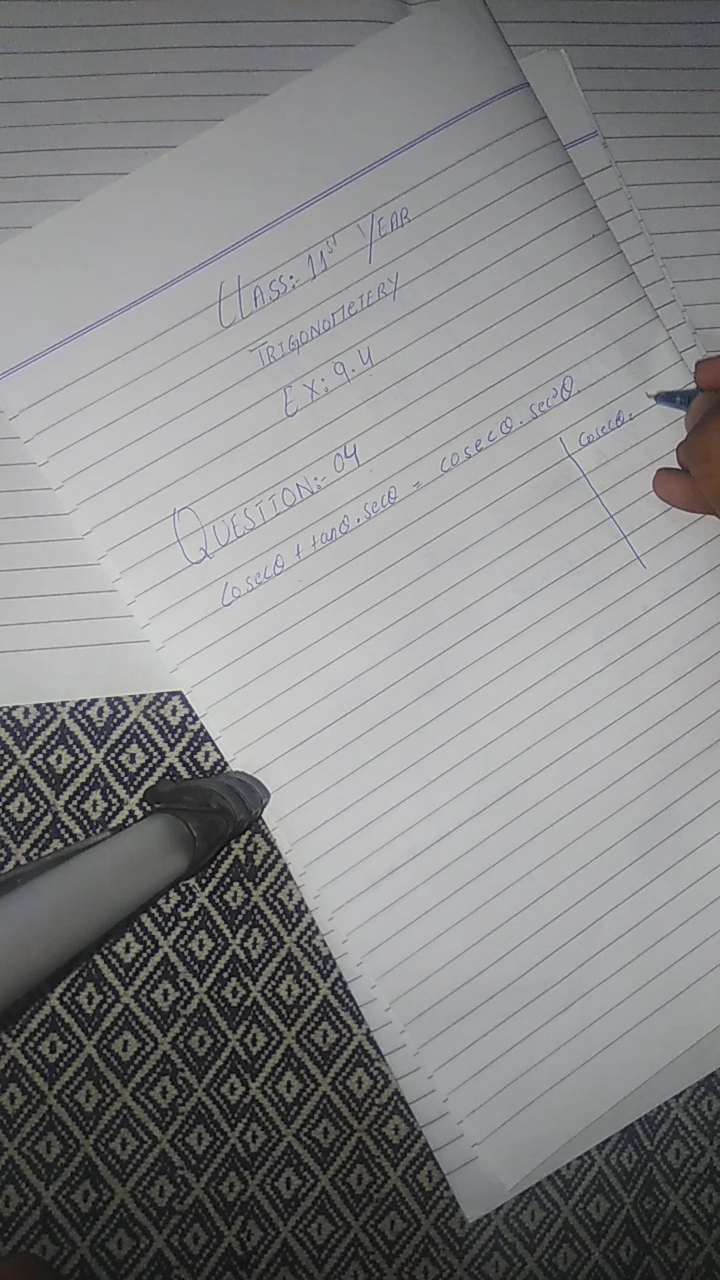 CLASS:- 11st YEAR
TRIGONOMETERY
EX: 9.4
QUESTION:- 04
cosecθ + tanθ.secθ = cosecθ.sec²θ.
cosecθ =